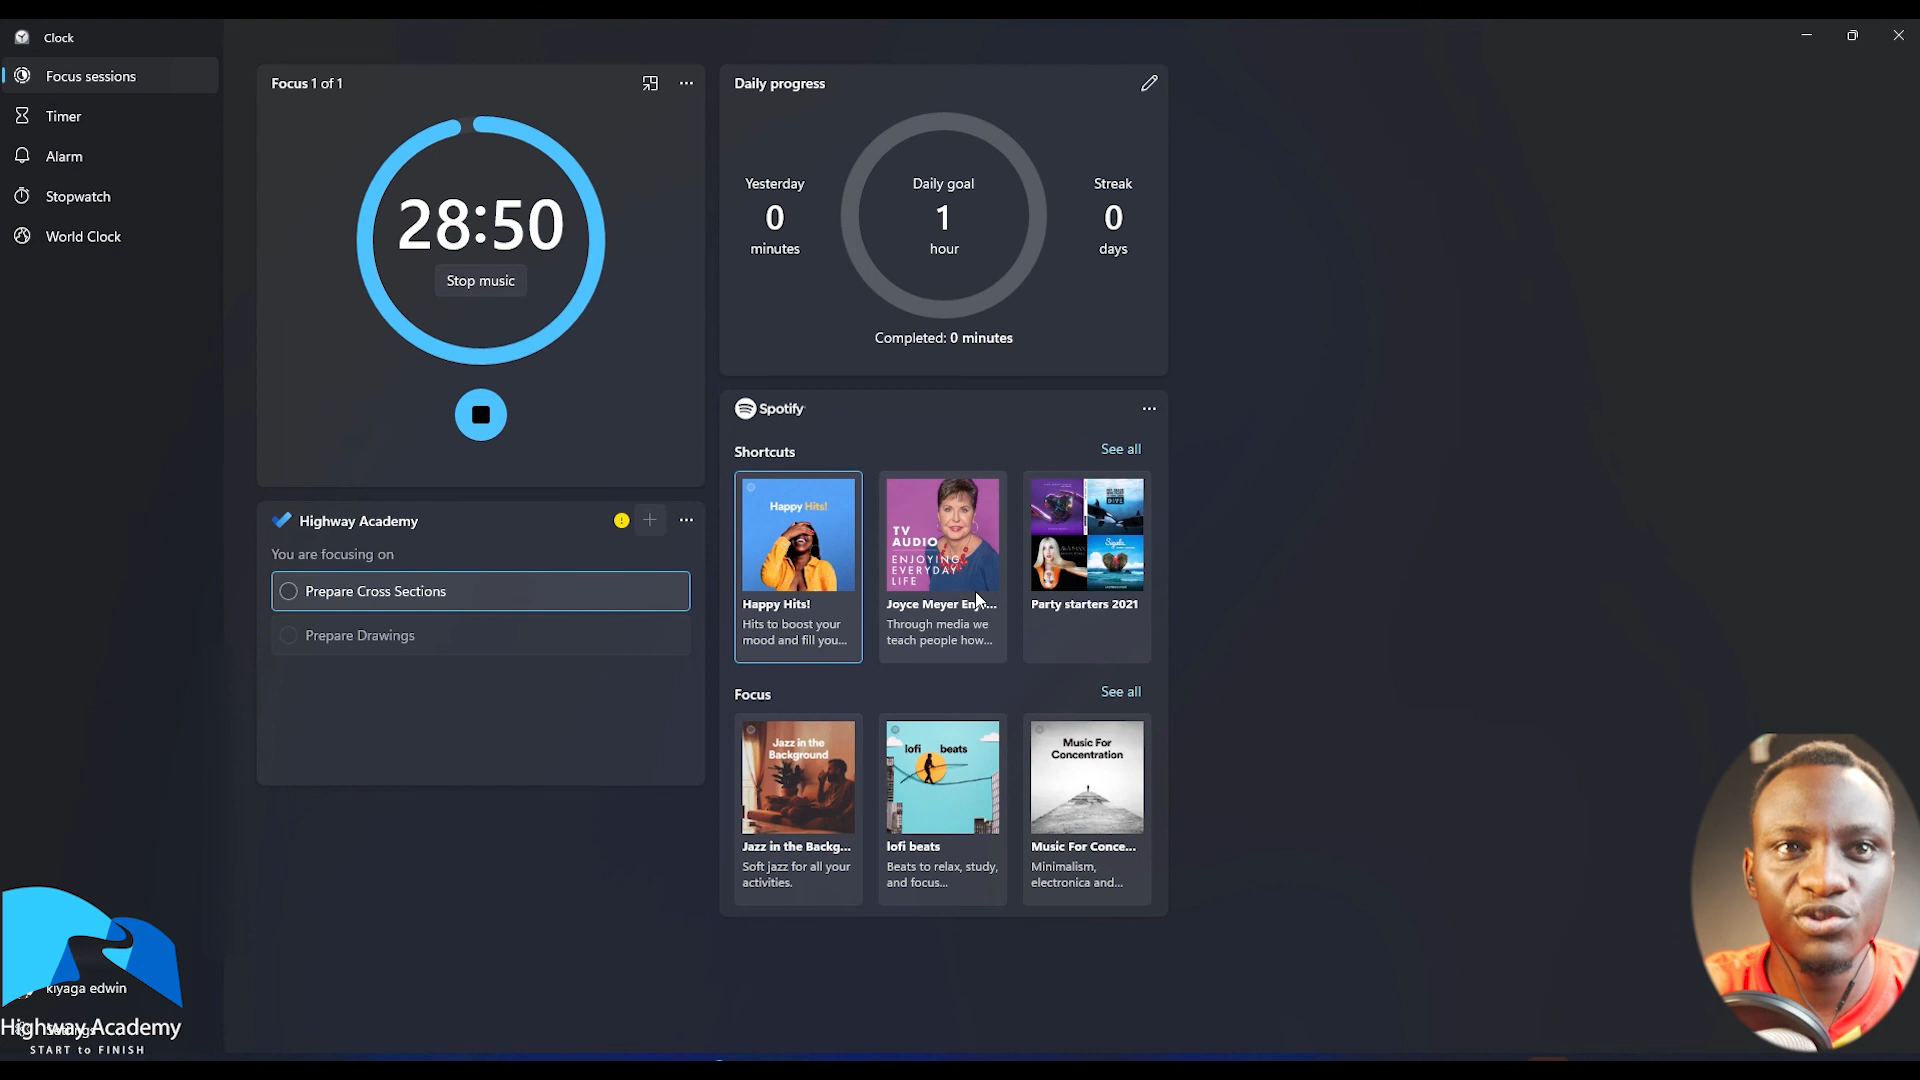 Clock
Focus sessions
Timer
Alarm
Stopwatch
World Clock
Focus 1 of 1
28:50
Stop music
Daily progress
Yesterday
0
minutes
Daily goal
1
hour
Streak
0
days
Completed: 0 minutes
Highway Academy
You are focusing on
Prepare Cross Sections
Prepare Drawings
Spotify
Shortcuts
See all
Happy Hits!
Happy Hits!
Hits to boost your
mood and fill you...
TV
AUDIO
ENJOYING
EVERYDAY
LIFE
Joyce Meyer Enj...
Through media we
teach people how...
Party starters 2021
Focus
See all
Jazz in the
Background
Jazz in the Backg...
Soft jazz for all your
activities.
lofi beats
lofi beats
Beats to relax, study,
and focus...
Music For
Concentration
Music For Conce...
Minimalism,
electronica and...
kiyaga edwin
Settings
Highway Academy
START to FINISH